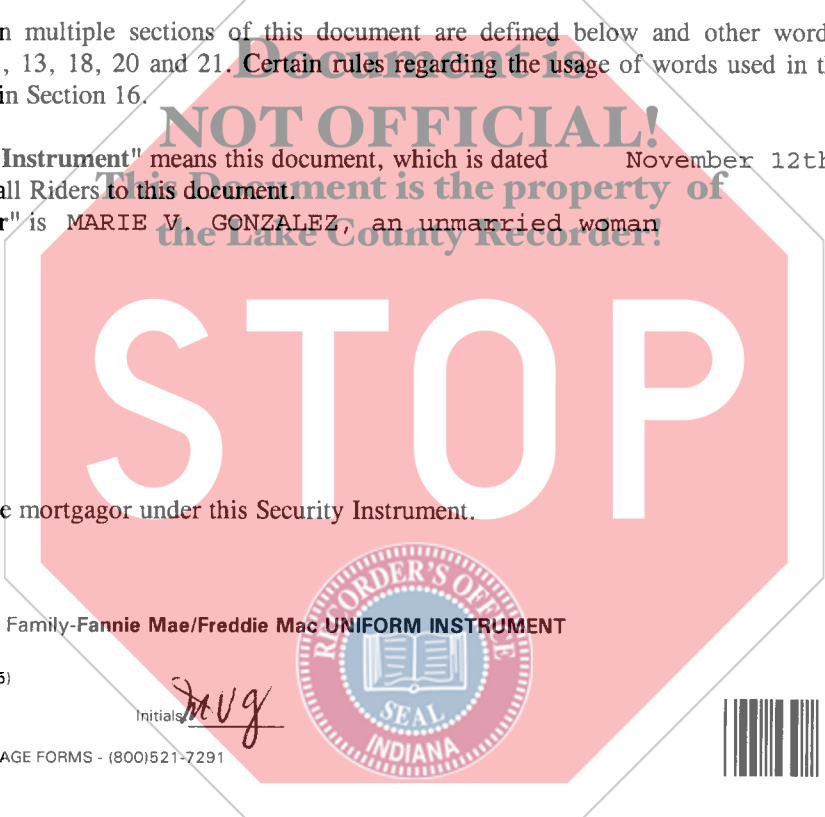 n multiple sections of this document are defined below and other word
, 13, 18, 20 and 21. Certain rules regarding the usage of words used in t
in Section 16.
Document is
NOT OFFICIAL!
This Document is the property of
the Lake County Recorder!
Instrument" means this document, which is dated November 12th
all Riders to this document.
r" is MARIE V. GONZALEZ, an unmarried woman
STOP
e mortgagor under this Security Instrument.
RECORDER'S OFFICE
SEAL
INDIANA
Family-Fannie Mae/Freddie Mac UNIFORM INSTRUMENT
5)
Initials mvg
AGE FORMS - (800)521-7291